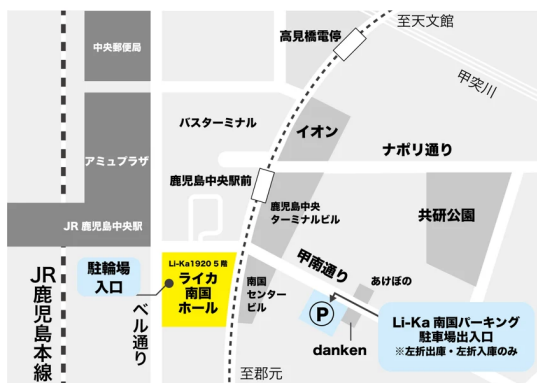 至天文館
高見橋電停
中央郵便局
甲突川
バスターミナル
イオン
ナポリ通り
アミュプラザ
鹿児島中央駅前
鹿児島中央
ターミナルビル
共研公園
JR 鹿児島中央駅
甲南通り
Li-Ka1920 5 階
ライカ
南国
ホール
駐輪場
入口
南国
センター
ビル
あけぼの
JR鹿児島本線
ベル通り
P
Li-Ka 南国パーキング
駐車場出入口
※左折出庫・左折入庫のみ
danken
至郡元